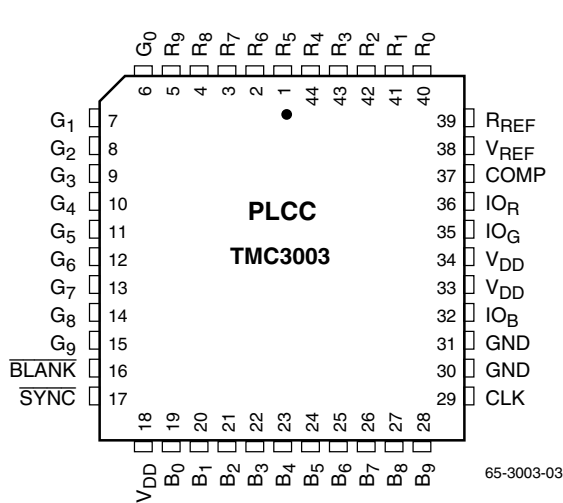 G0 R9 R8 R7 R6 R5 R4 R3 R2 R1 R0
6 5 4 3 2 1 44 43 42 41 40
G1 7
G2 8
G3 9
G4 10
G5 11
G6 12
G7 13
G8 14
G9 15
BLANK 16
SYNC 17
PLCC
TMC3003
39 RREF
38 VREF
37 COMP
36 IOR
35 IOG
34 VDD
33 VDD
32 IOB
31 GND
30 GND
29 CLK
18 19 20 21 22 23 24 25 26 27 28
VDD B0 B1 B2 B3 B4 B5 B6 B7 B8 B9
65-3003-03